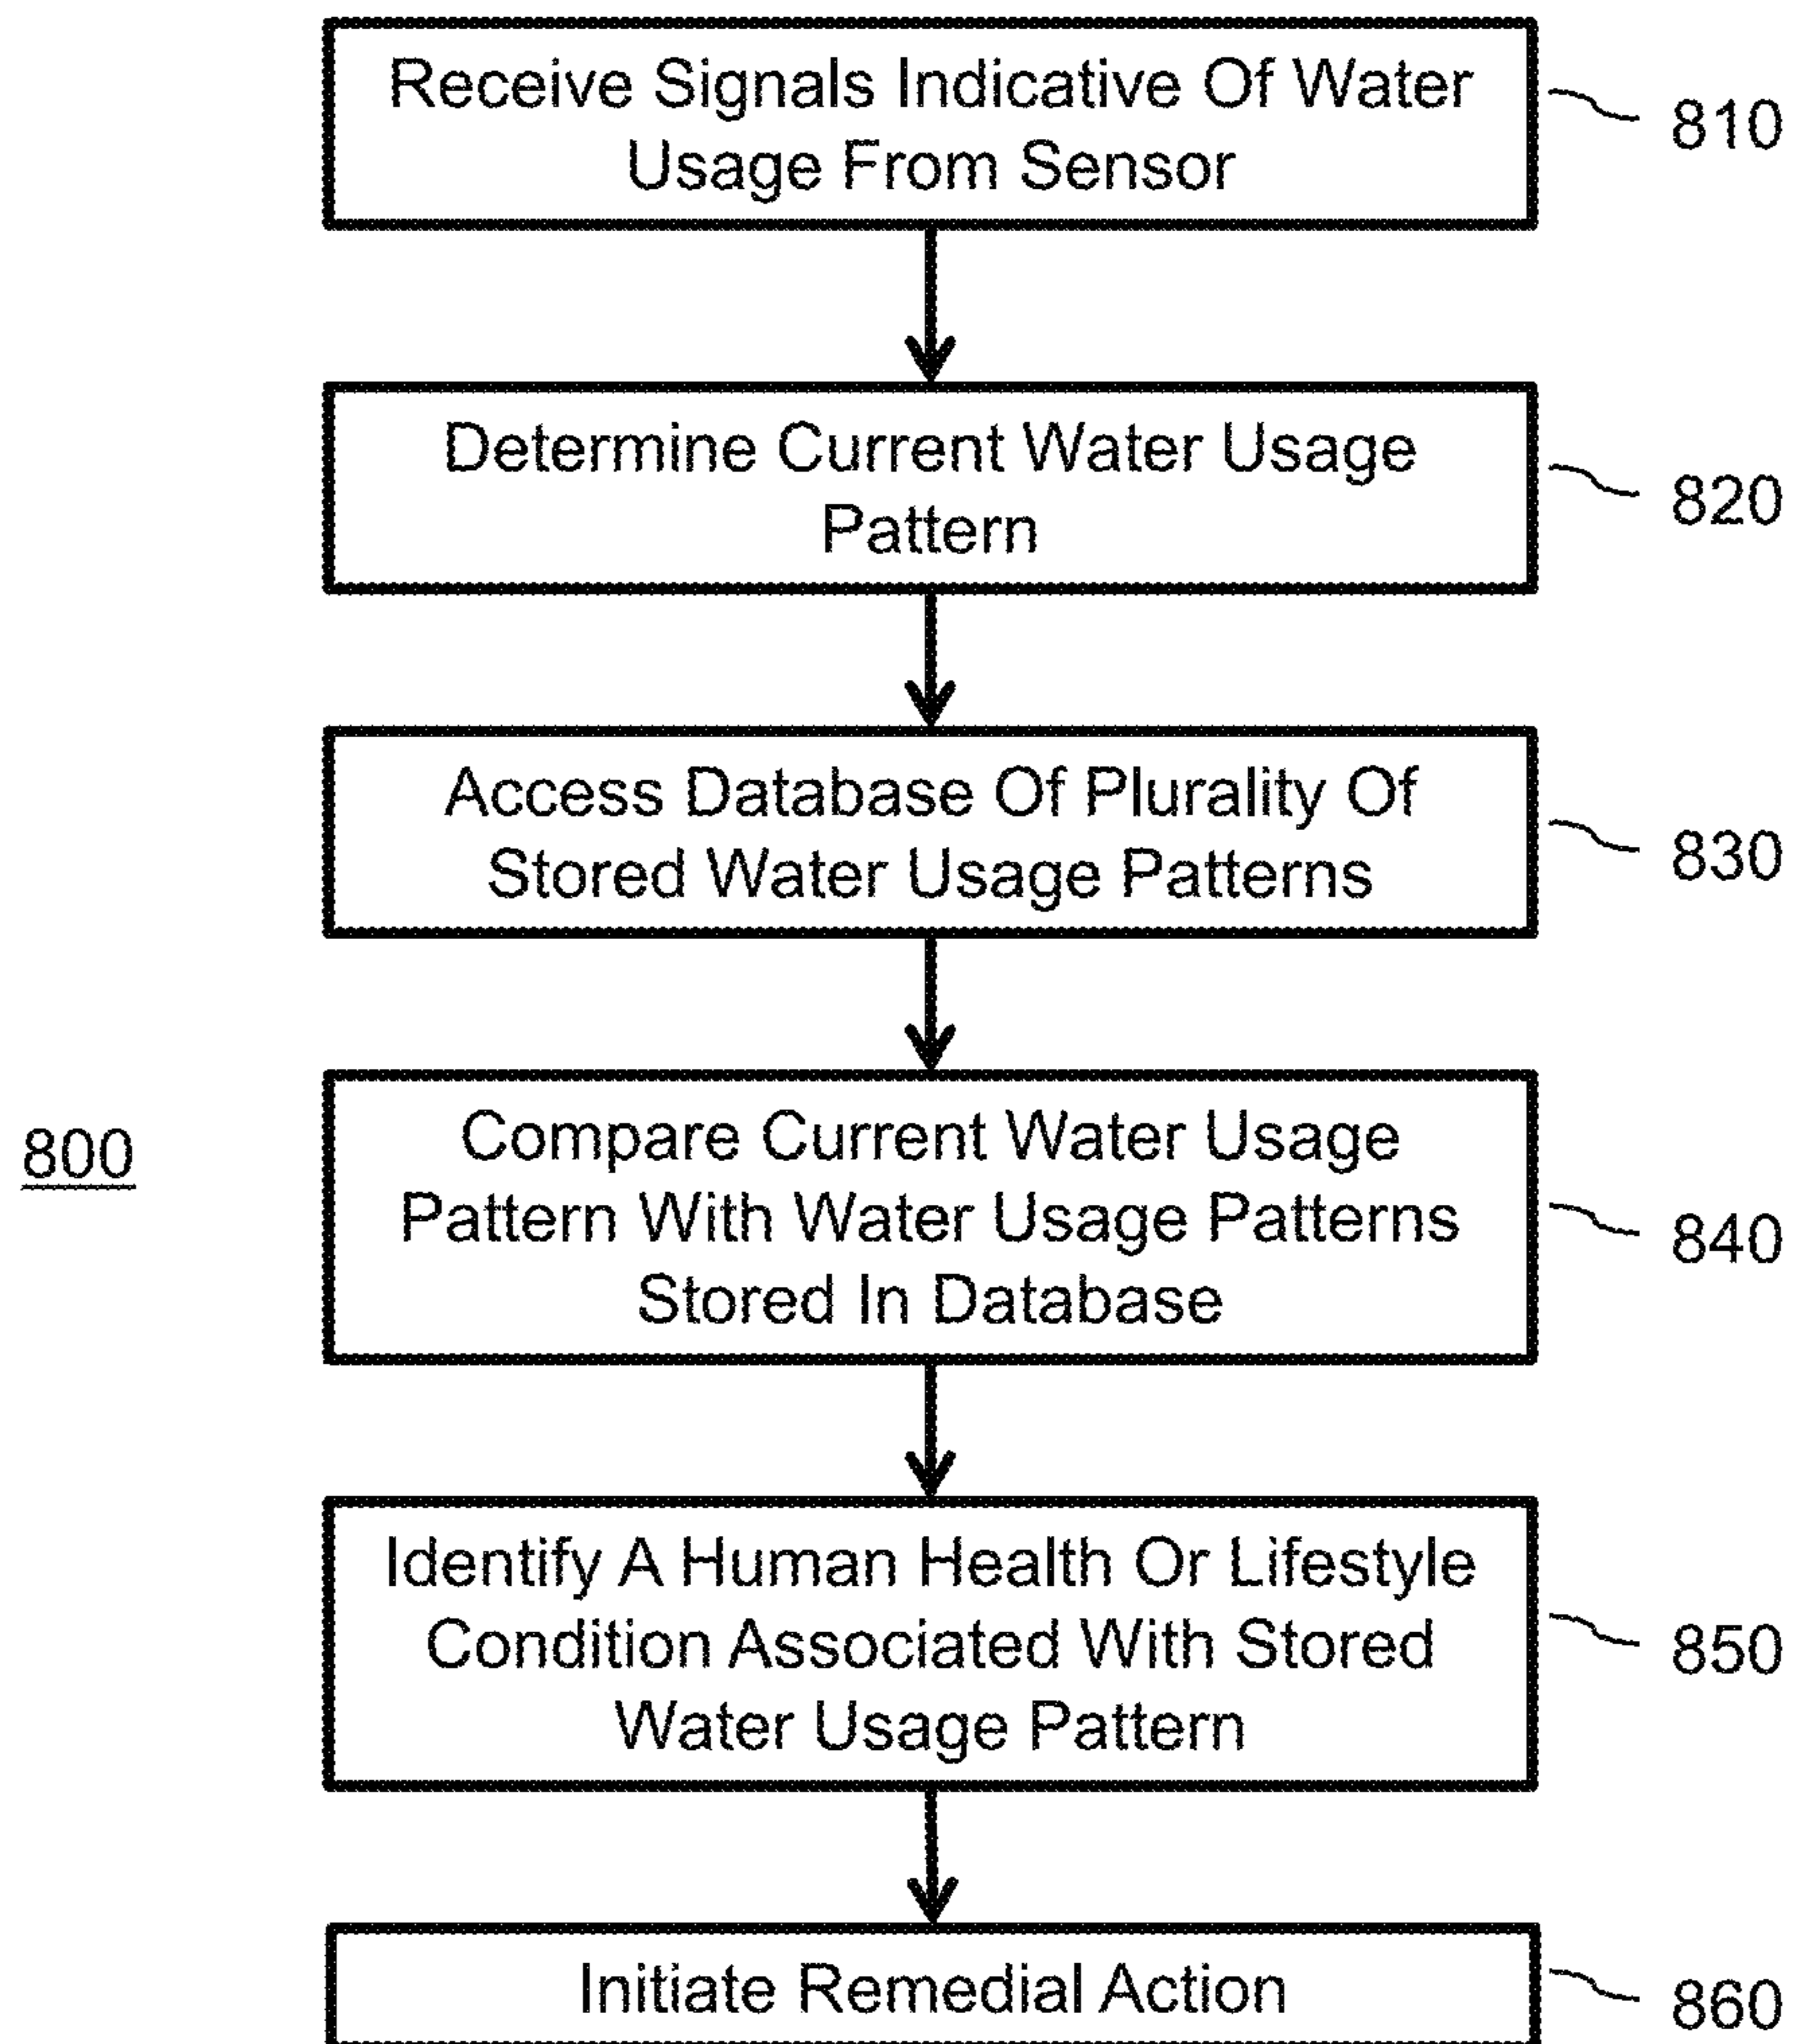 Receive Signals Indicative Of Water
Usage From Sensor
810
Determine Current Water Usage
Pattern
820
Access Database Of Plurality Of
Stored Water Usage Patterns
830
800
Compare Current Water Usage
Pattern With Water Usage Patterns
Stored In Database
840
Identify A Human Health Or Lifestyle
Condition Associated With Stored
Water Usage Pattern
850
Initiate Remedial Action
860